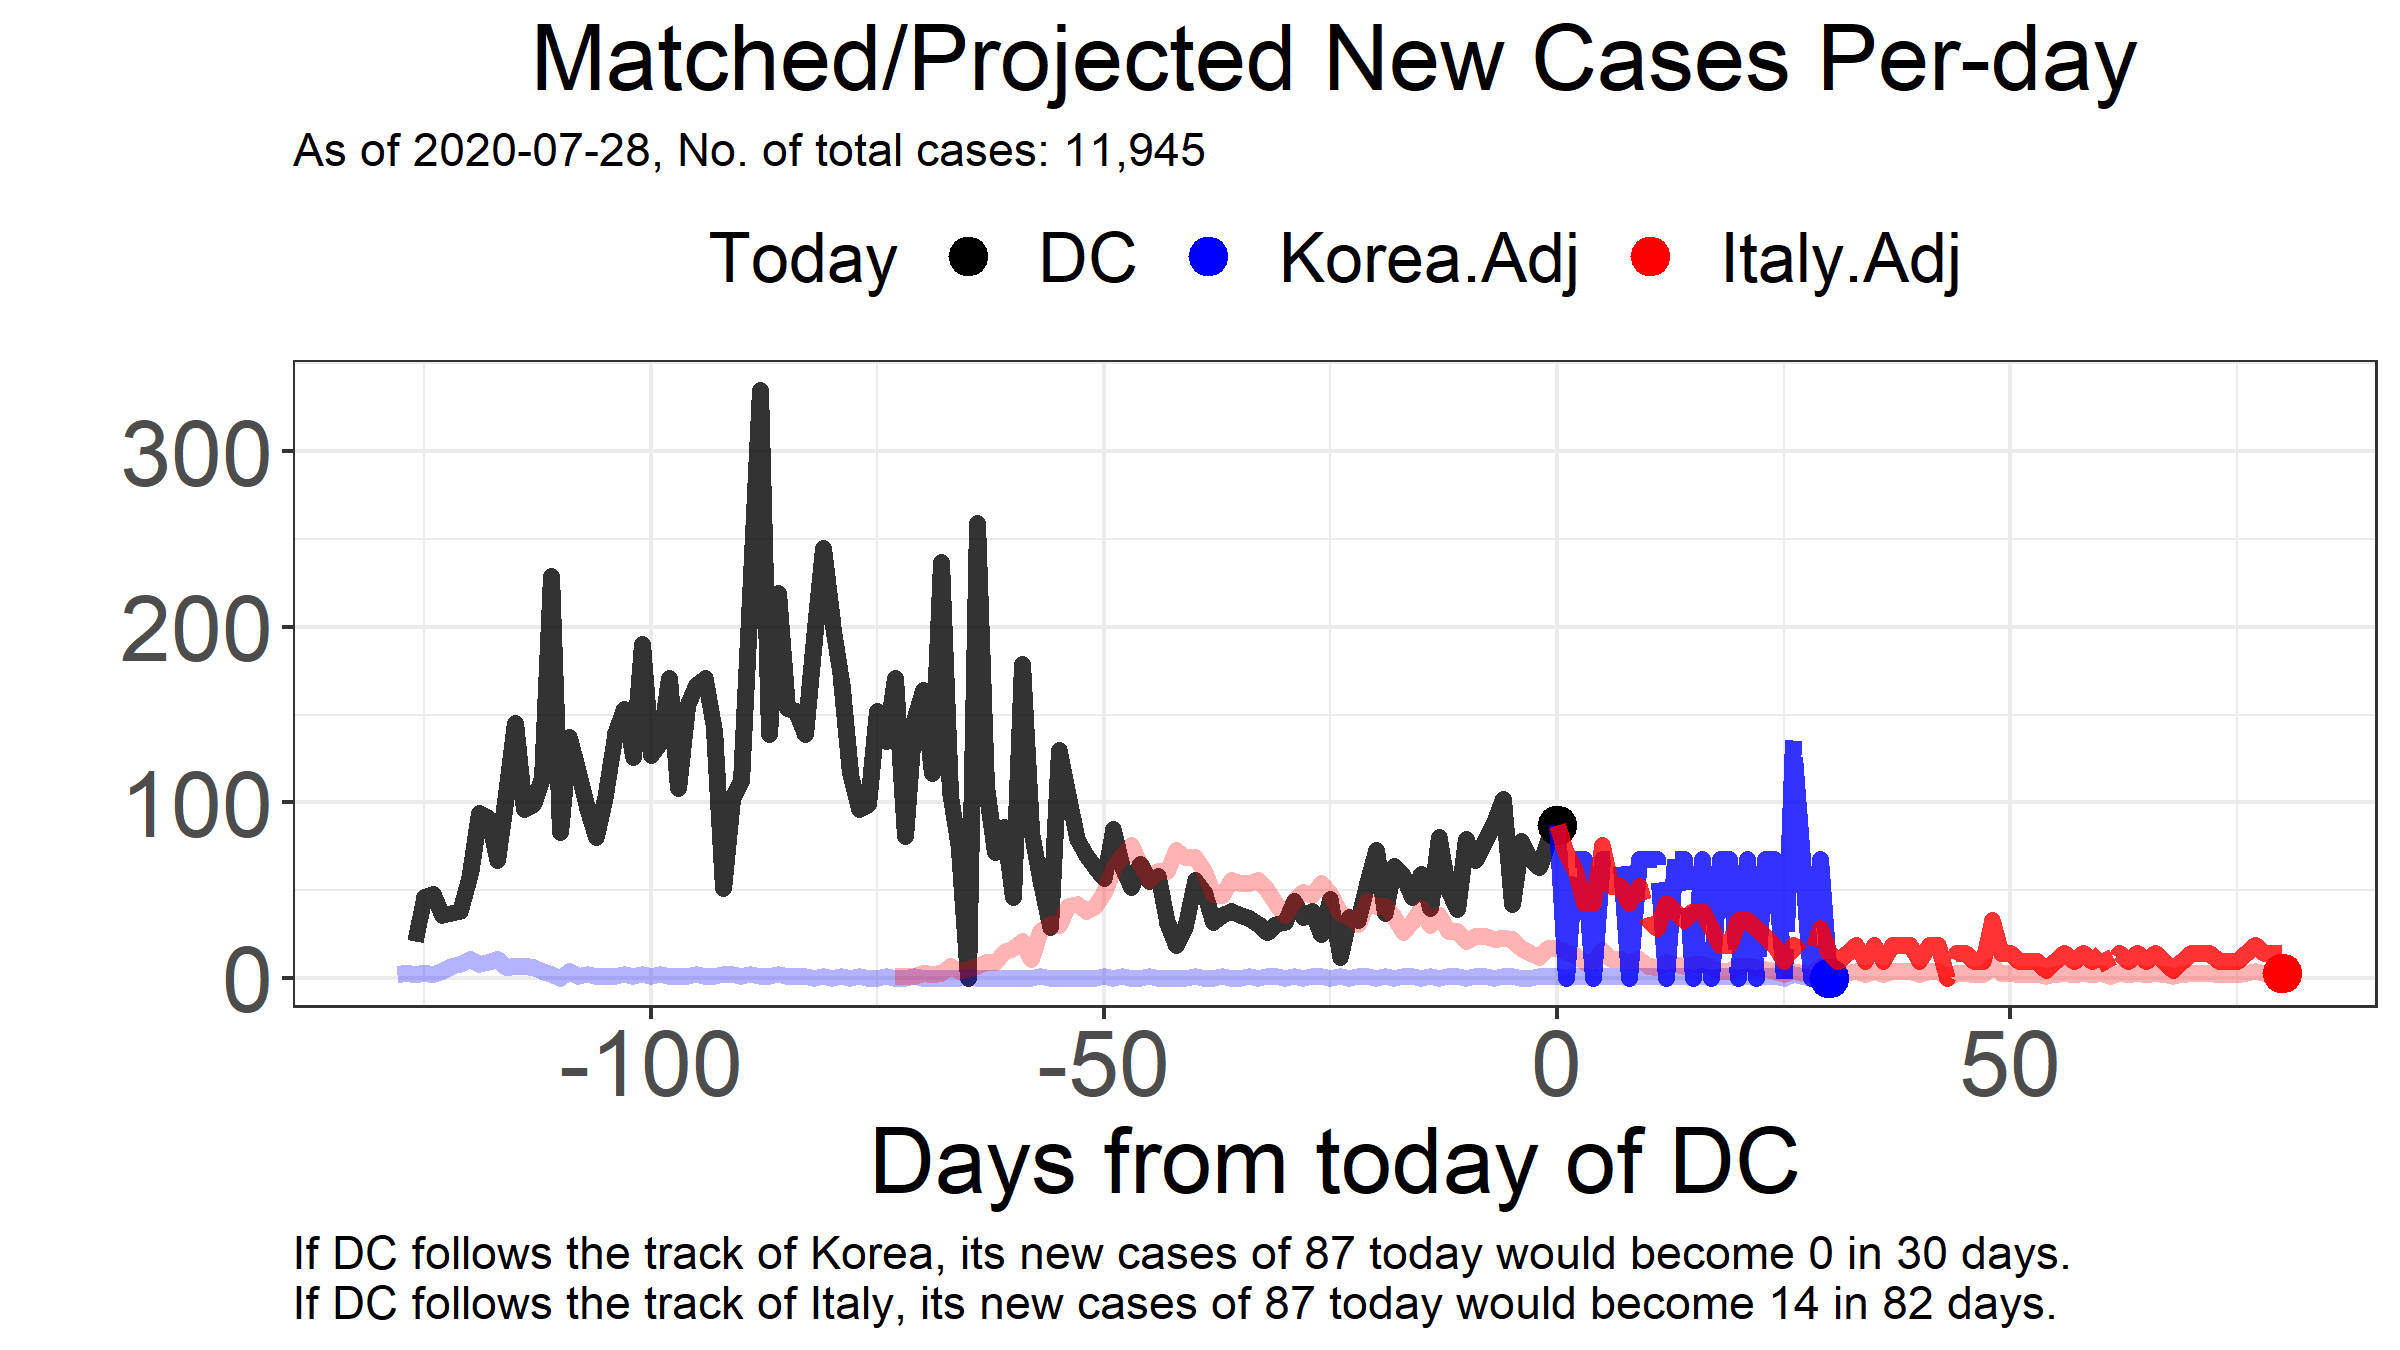 Matched/Projected New Cases Per-day
As of 2020-07-28, No. of total cases: 11,945
Today DC Korea.Adj Italy.Adj
300
200
100
0
-100 -50 0 50
Days from today of DC
If DC follows the track of Korea, its new cases of 87 today would become 0 in 30 days.
If DC follows the track of Italy, its new cases of 87 today would become 14 in 82 days.